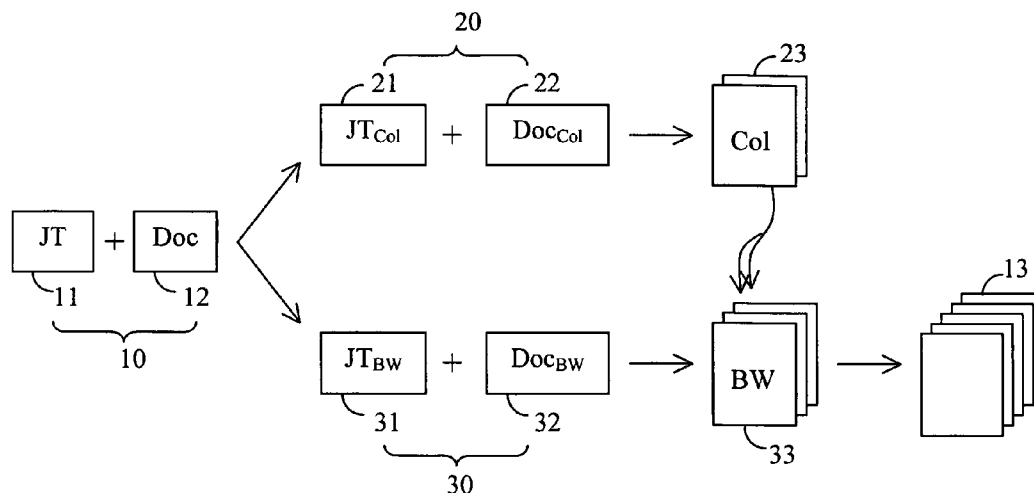 20
21 22 23
JT_Col + Doc_Col Col
JT + Doc
11 12 13
10
JT_BW + Doc_BW BW
31 32 33
30